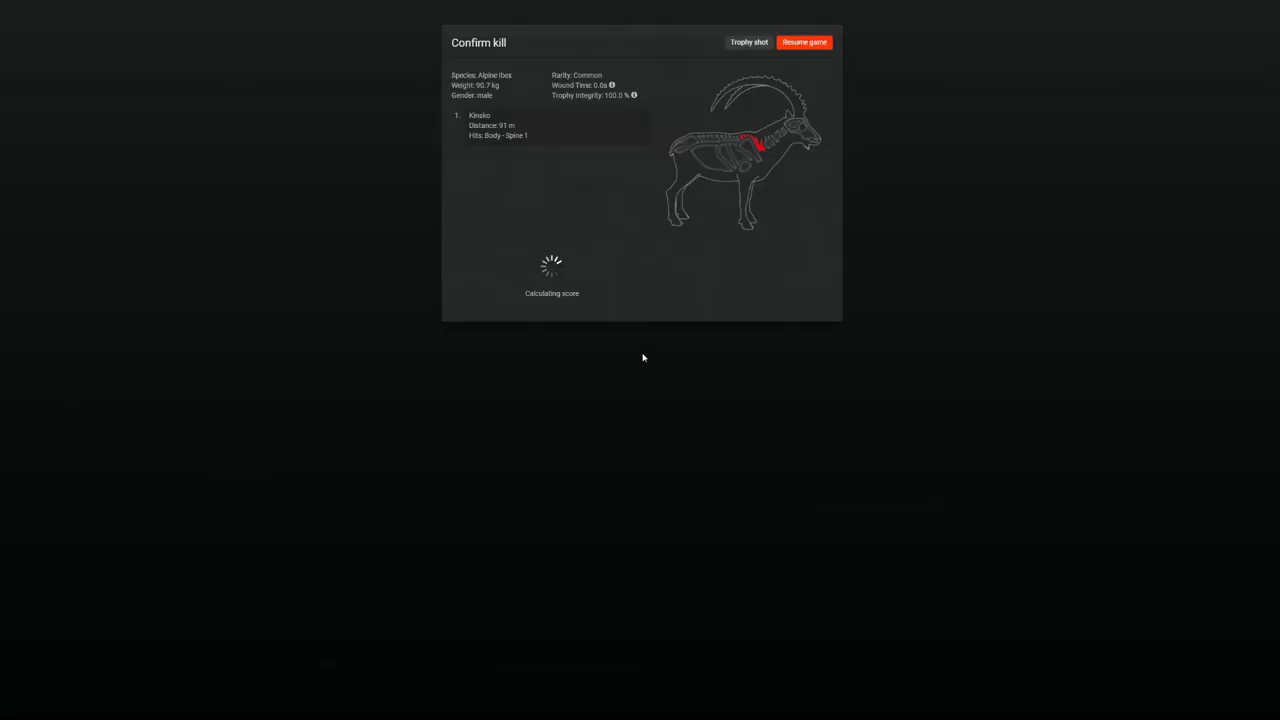 Confirm kill
Trophy shot
Resume game
Species: Alpine Ibex
Weight: 90.7 kg
Gender: male
Rarity: Common
Wound Time: 0.0s
Trophy Integrity: 100.0 %
1. Kinsko
Distance: 91 m
Hits: Body - Spine 1
Calculating score